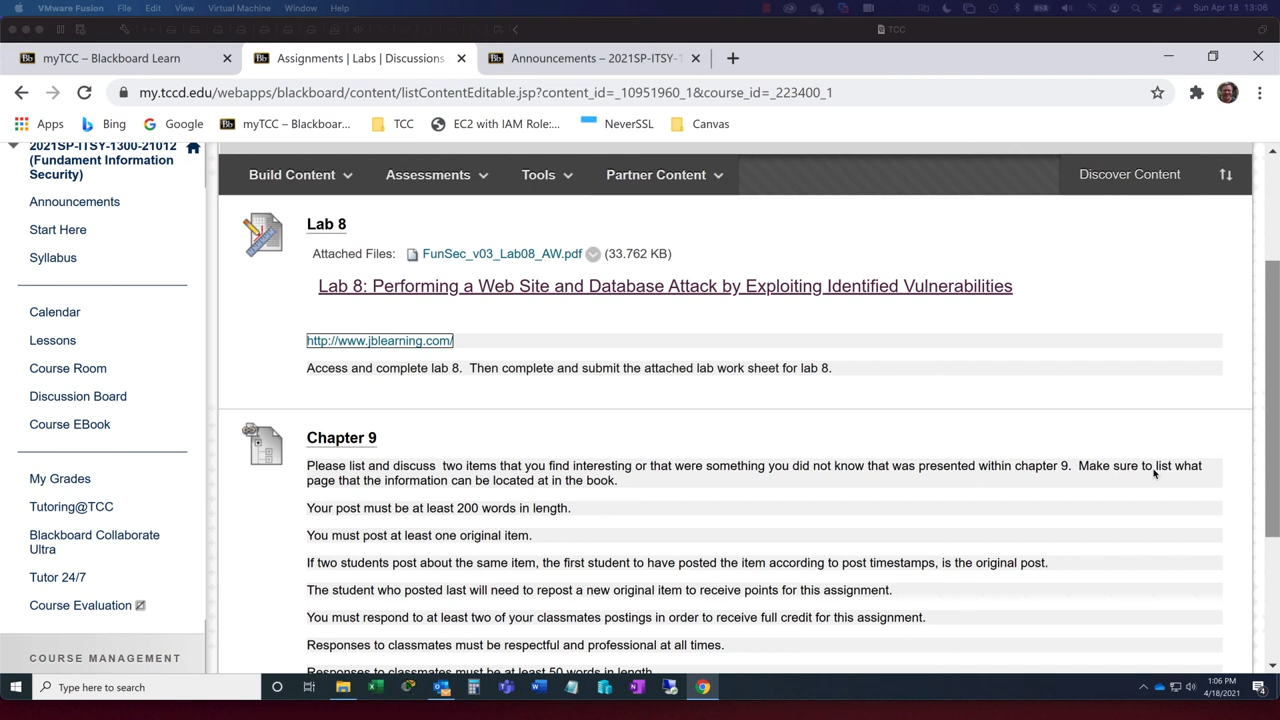 VMware Fusion File Edit View Virtual Machine Window Help Sun Apr 18 13:06
TCC
myTCC – Blackboard Learn Assignments | Labs | Discussions Announcements – 2021SP-ITSY-1
my.tccd.edu/webapps/blackboard/content/listContentEditable.jsp?content_id=_10951960_1&course_id=_223400_1
Apps Bing Google myTCC – Blackboar... TCC EC2 with IAM Role:... NeverSSL Canvas
2021SP-ITSY-1300-21012
(Fundament Information
Security)
Announcements
Start Here
Syllabus
Calendar
Lessons
Course Room
Discussion Board
Course EBook
My Grades
Tutoring@TCC
Blackboard Collaborate
Ultra
Tutor 24/7
Course Evaluation
COURSE MANAGEMENT
Build Content Assessments Tools Partner Content Discover Content
Lab 8
Attached Files: FunSec_v03_Lab08_AW.pdf (33.762 KB)
Lab 8: Performing a Web Site and Database Attack by Exploiting Identified Vulnerabilities
http://www.jblearning.com/
Access and complete lab 8. Then complete and submit the attached lab work sheet for lab 8.
Chapter 9
Please list and discuss two items that you find interesting or that were something you did not know that was presented within chapter 9. Make sure to list what
page that the information can be located at in the book.
Your post must be at least 200 words in length.
You must post at least one original item.
If two students post about the same item, the first student to have posted the item according to post timestamps, is the original post.
The student who posted last will need to repost a new original item to receive points for this assignment.
You must respond to at least two of your classmates postings in order to receive full credit for this assignment.
Responses to classmates must be respectful and professional at all times.
Responses to classmates must be at least 50 words in length.
Type here to search
1:06 PM
4/18/2021
4